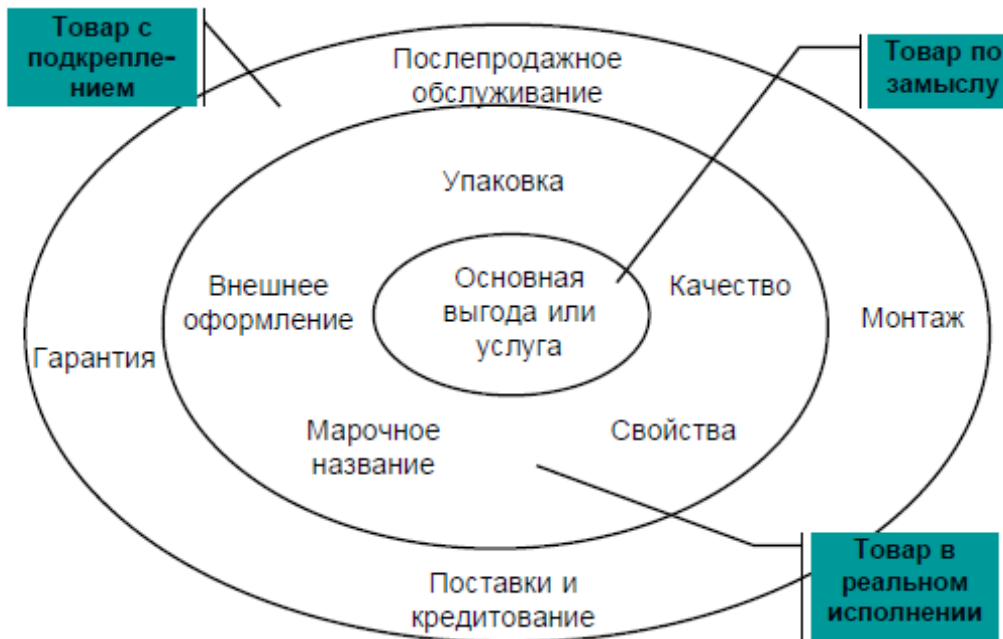 Товар с
подкрепле-
нием
Послепродажное
обслуживание
Товар по
замыслу
Упаковка
Внешнее
оформление
Основная
выгода или
услуга
Качество
Монтаж
Гарантия
Марочное
название
Свойства
Товар в
реальном
исполнении
Поставки и
кредитование